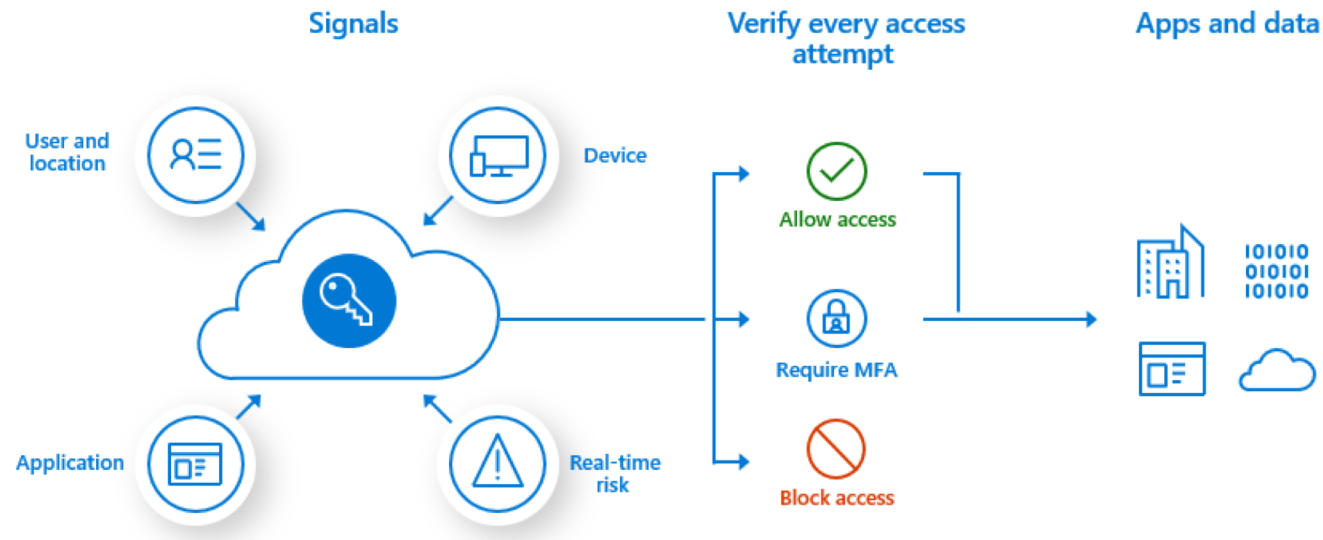 Signals
Verify every access
attempt
Apps and data
User and
location
Device
Allow access
101010
010101
101010
Require MFA
Application
Real-time
risk
Block access